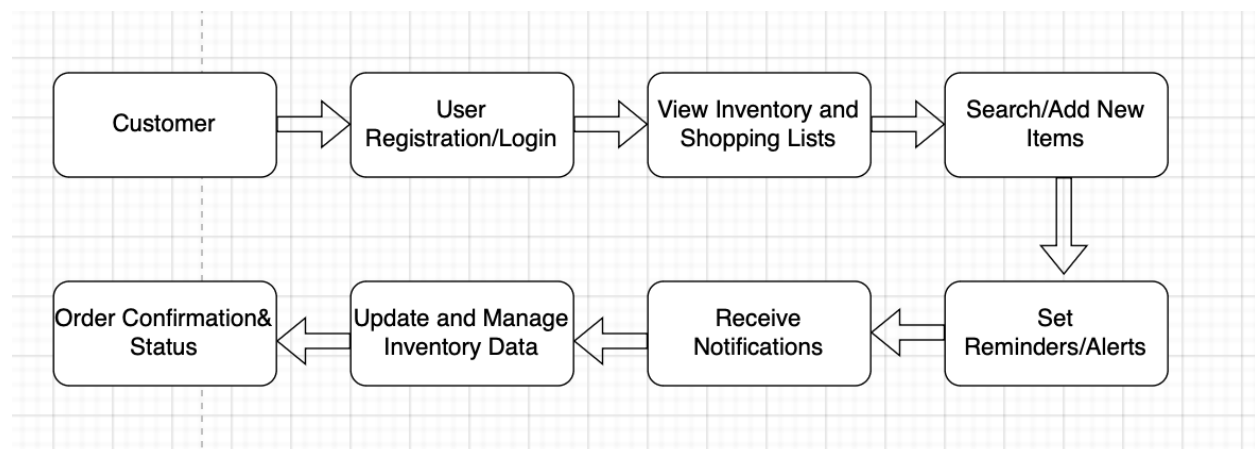 Customer
User
Registration/Login
View Inventory and
Shopping Lists
Search/Add New
Items
Set
Reminders/Alerts
Receive
Notifications
Update and Manage
Inventory Data
Order Confirmation&
Status